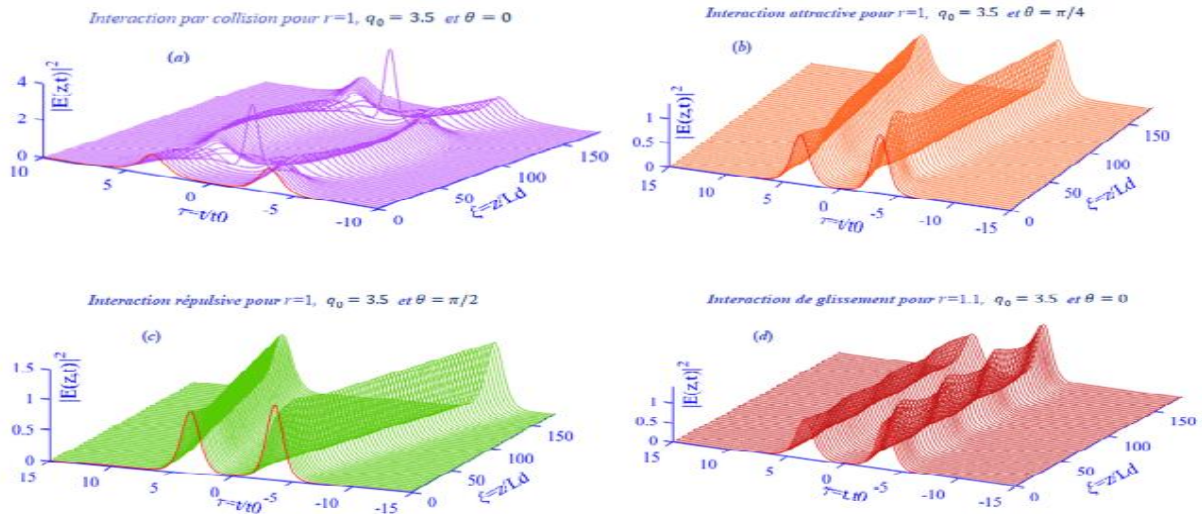 Interaction par collision pour r=1, q₀ = 3.5 et θ = 0
(a)
|E(z,t)|²
4
2
0
10
5
0
-5
-10
τ=t/t0
0
50
100
150
ξ=z/Ld
Interaction attractive pour r=1, q₀ = 3.5 et θ = π/4
(b)
|E(z,t)|²
1
0.5
0
15
10
5
0
-5
-10
-15
τ=t/t0
0
50
100
150
ξ=z/Ld
Interaction répulsive pour r=1, q₀ = 3.5 et θ = π/2
(c)
|E(z,t)|²
1.5
1
0.5
0
15
10
5
0
-5
-10
-15
τ=t/t0
0
50
100
150
ξ=z/Ld
Interaction de glissement pour r=1.1, q₀ = 3.5 et θ = 0
(d)
|E(z,t)|²
1
0.5
0
15
10
5
0
-5
-10
-15
τ=t/t0
0
50
100
150
ξ=z/Ld